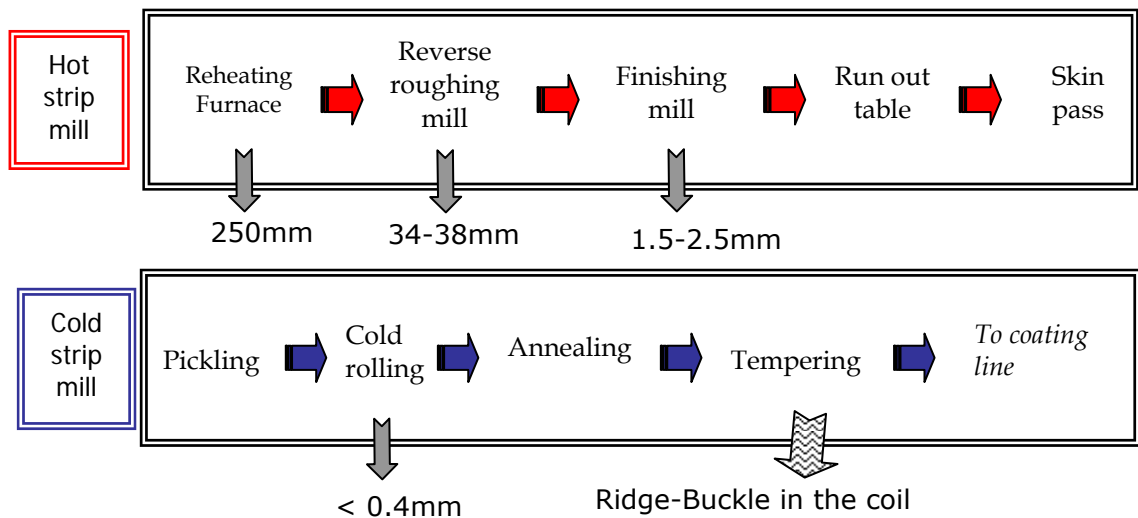 Hot
strip
mill
Reheating
Furnace
Reverse
roughing
mill
Finishing
mill
Run out
table
Skin
pass
250mm
34-38mm
1.5-2.5mm
Cold
strip
mill
Pickling
Cold
rolling
Annealing
Tempering
To coating
line
< 0.4mm
Ridge-Buckle in the coil